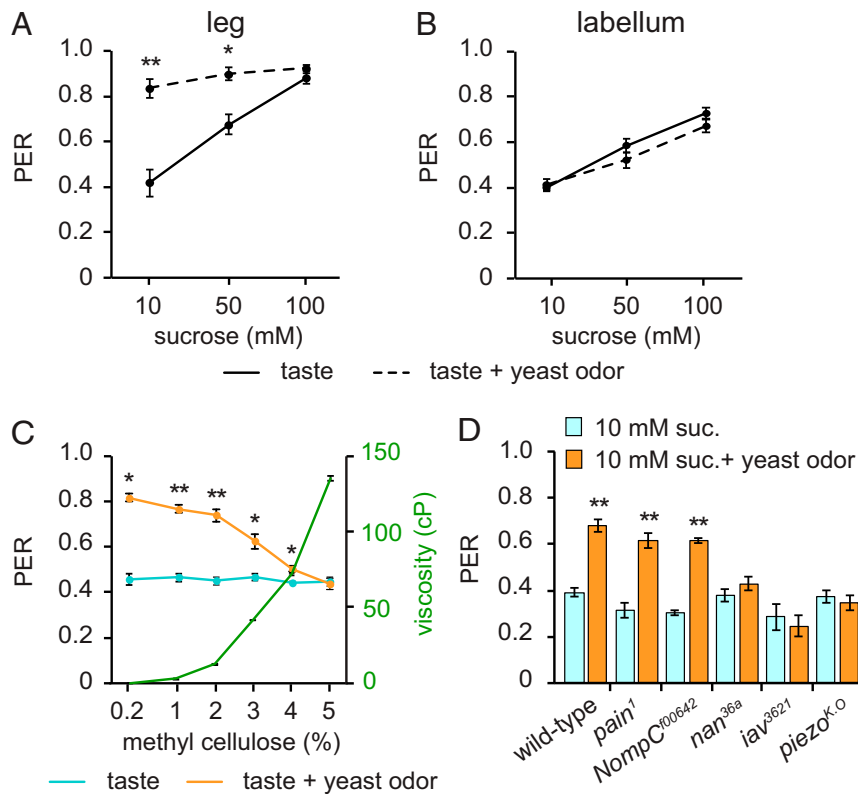 A
leg
**
*
1.0
0.8
0.6
0.4
0.2
0
PER
10
50
100
sucrose (mM)
B
labellum
1.0
0.8
0.6
0.4
0.2
0
PER
10
50
100
sucrose (mM)
taste
taste + yeast odor
C
1.0
0.8
0.6
0.4
0.2
0
PER
*
**
**
*
*
150
100
50
0
viscosity (cP)
0.2
1
2
3
4
5
methyl cellulose (%)
taste
taste + yeast odor
D
10 mM suc.
10 mM suc.+ yeast odor
1.0
0.8
0.6
0.4
0.2
0
PER
**
**
**
wild-type
pain¹
NompCᶠ⁰⁰⁶⁴²
nan³⁶ᵃ
iav³⁶²¹
piezoᴷ·ᴼ